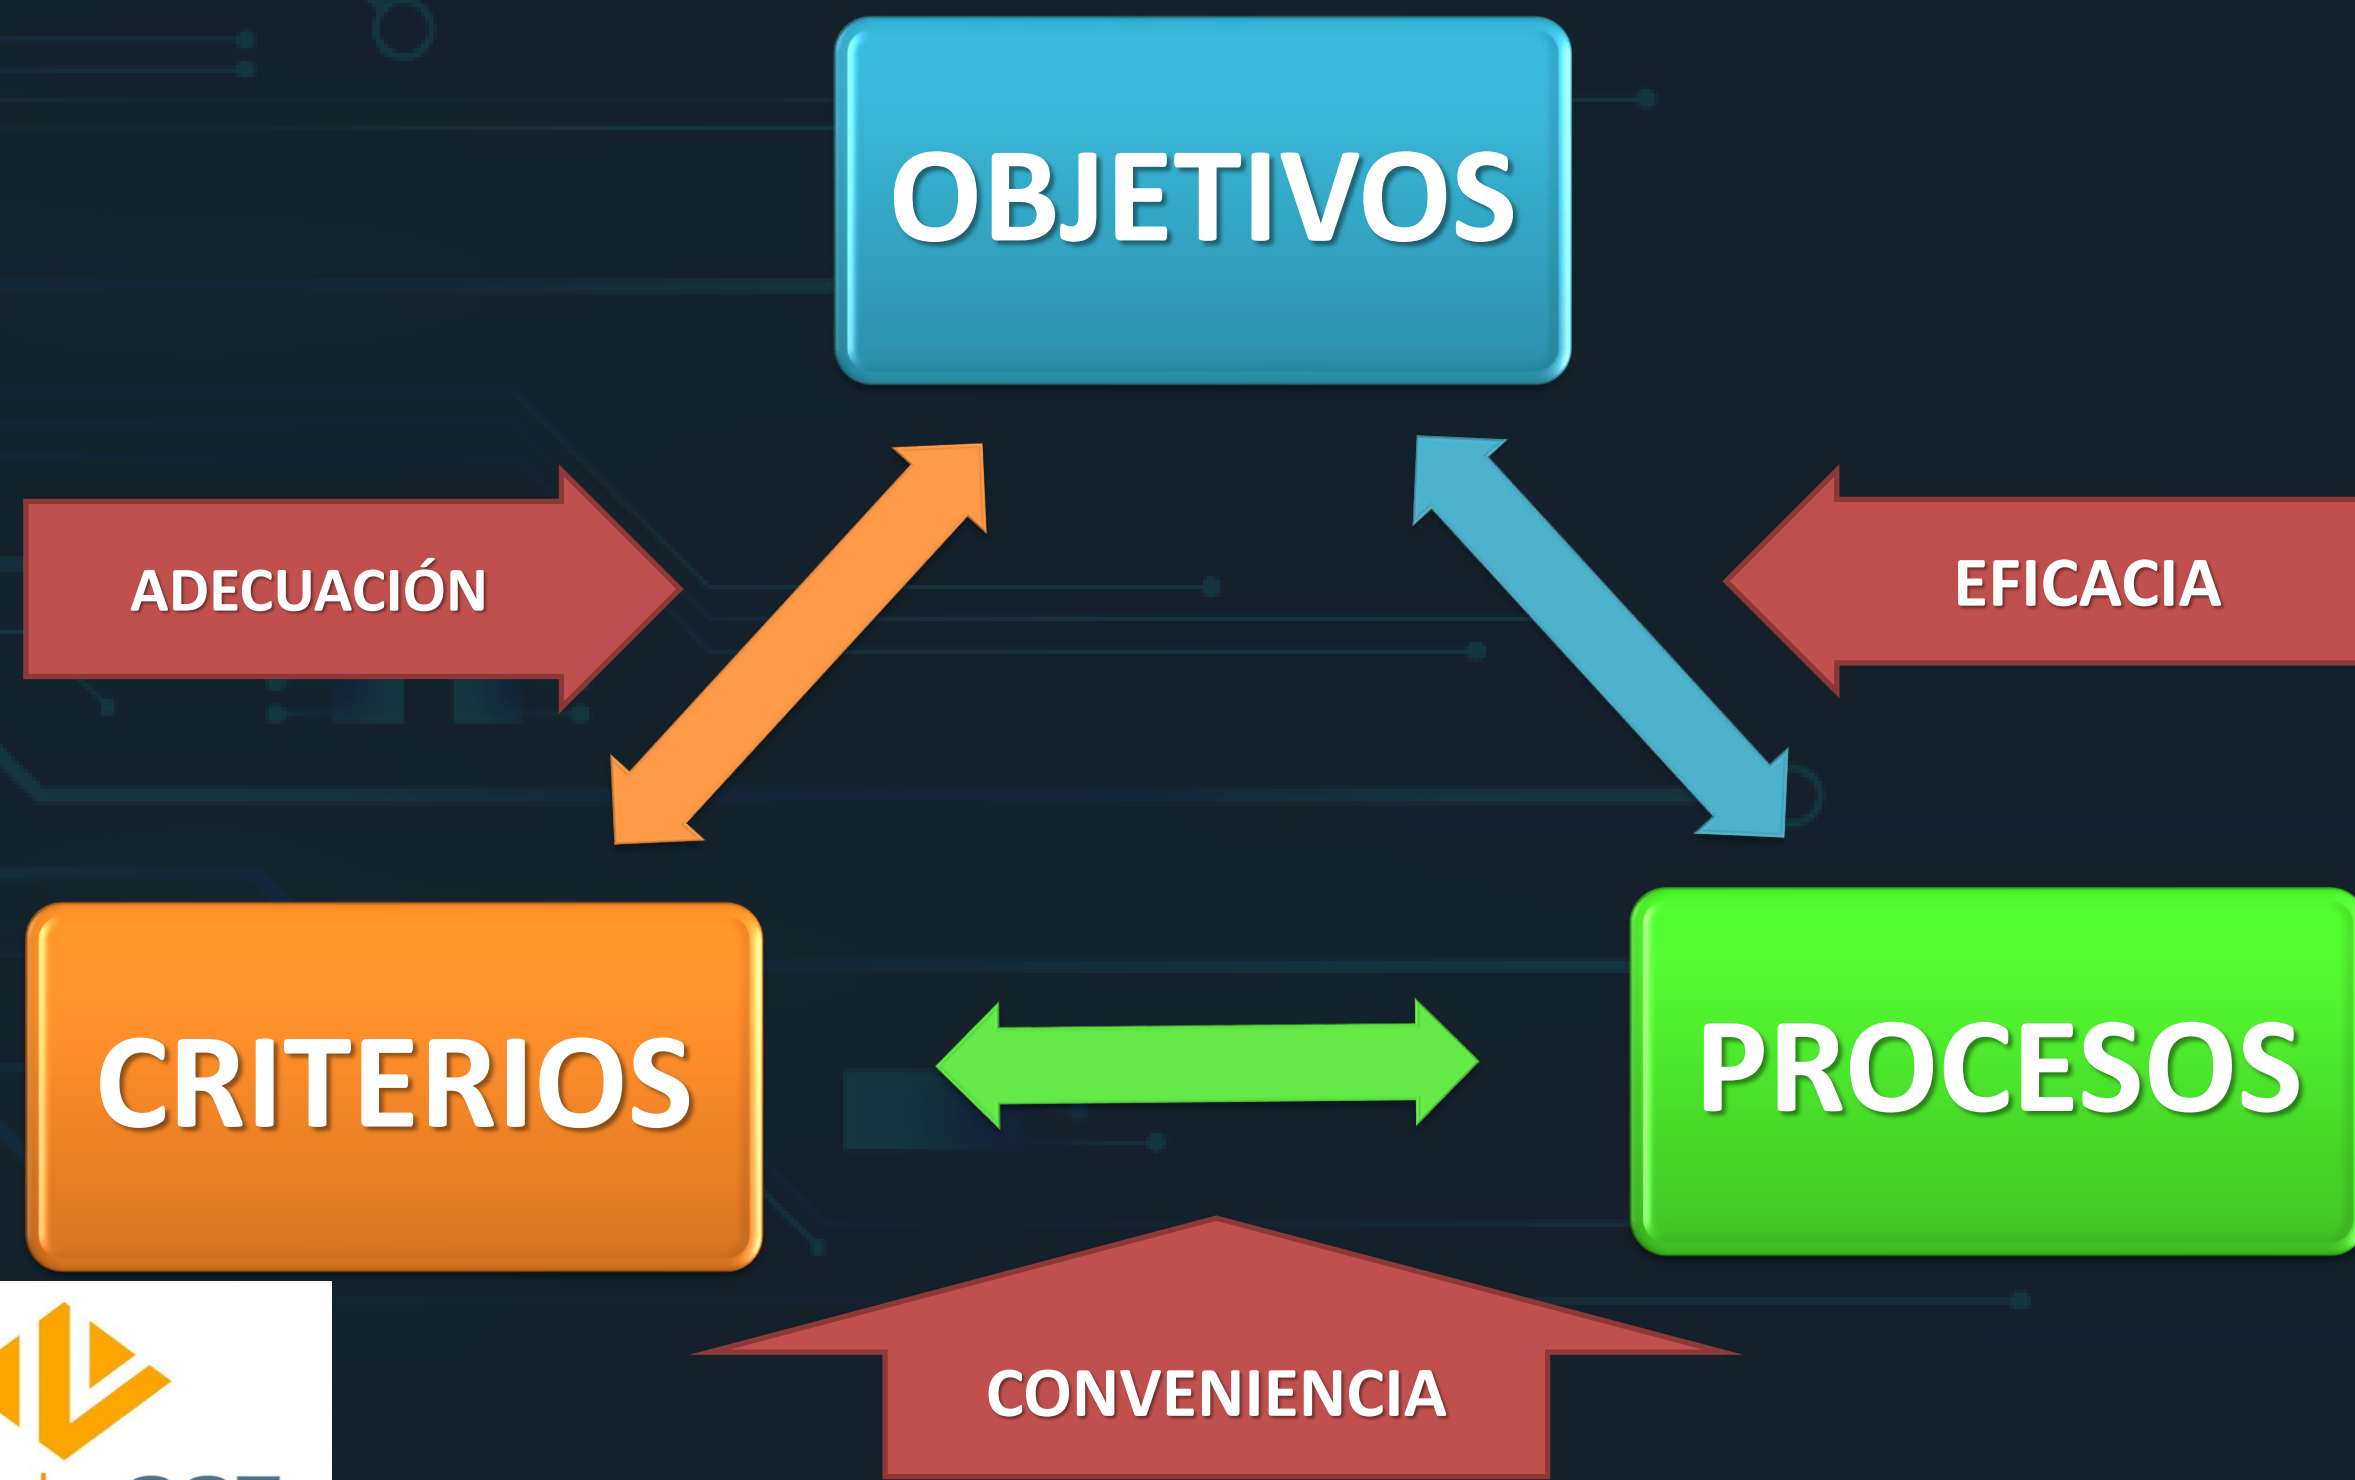 OBJETIVOS
ADECUACIÓN
EFICACIA
CRITERIOS
PROCESOS
CONVENIENCIA